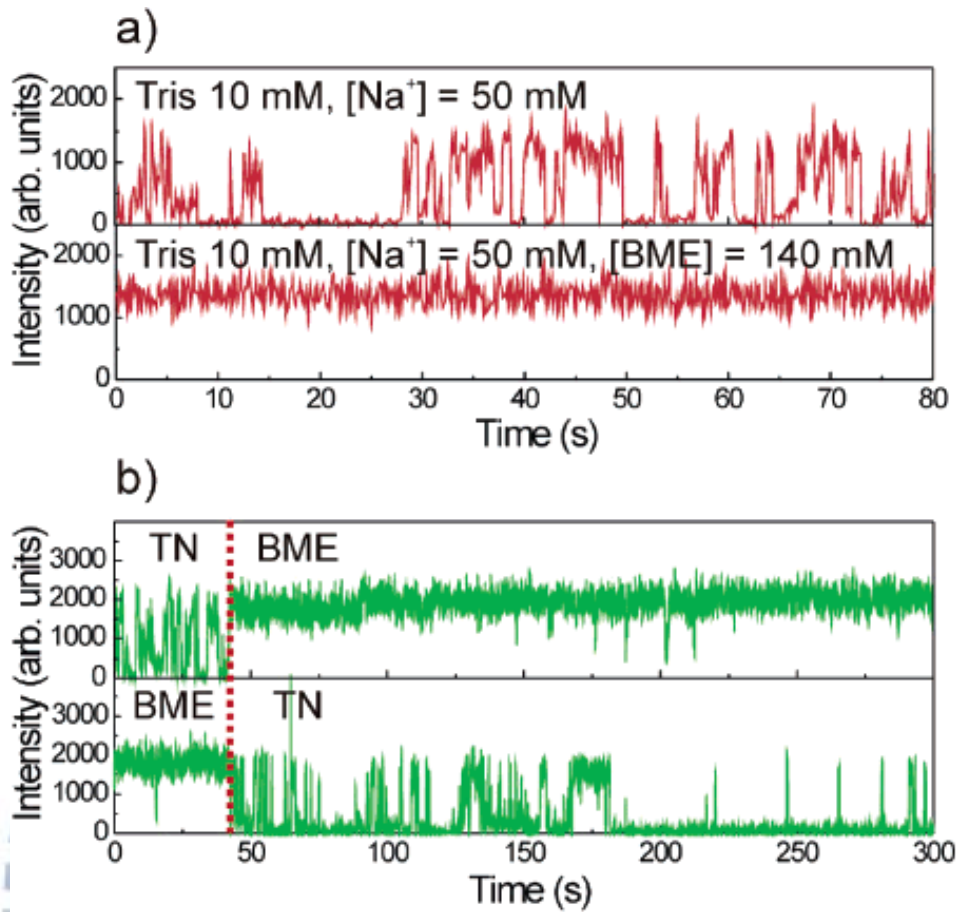 a)
Intensity (arb. units)
2000
1000
0
Tris 10 mM, [Na⁺] = 50 mM
2000
1000
0
Tris 10 mM, [Na⁺] = 50 mM, [BME] = 140 mM
0 10 20 30 40 50 60 70 80
Time (s)
b)
Intensity (arb. units)
3000
2000
1000
0
TN BME
3000
2000
1000
0
BME TN
0 50 100 150 200 250 300
Time (s)